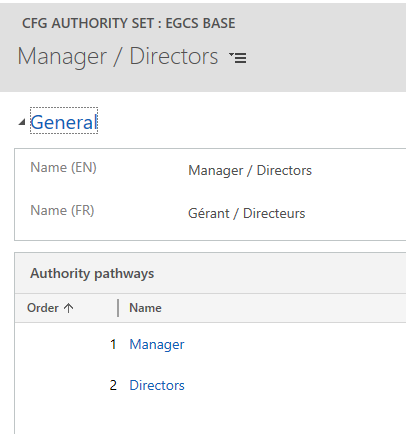 CFG AUTHORITY SET : EGCS BASE
Manager / Directors
General
Name (EN) Manager / Directors
Name (FR) Gérant / Directeurs
Authority pathways
Order Name
1 Manager
2 Directors